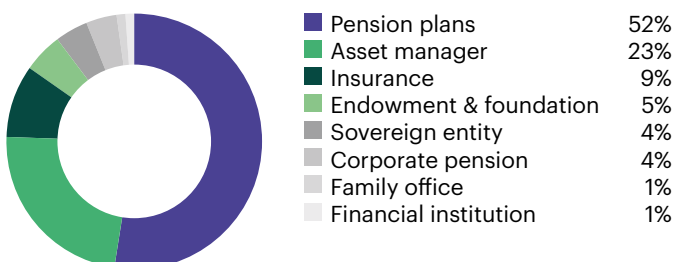 Pension plans 52%
Asset manager 23%
Insurance 9%
Endowment & foundation 5%
Sovereign entity 4%
Corporate pension 4%
Family office 1%
Financial institution 1%